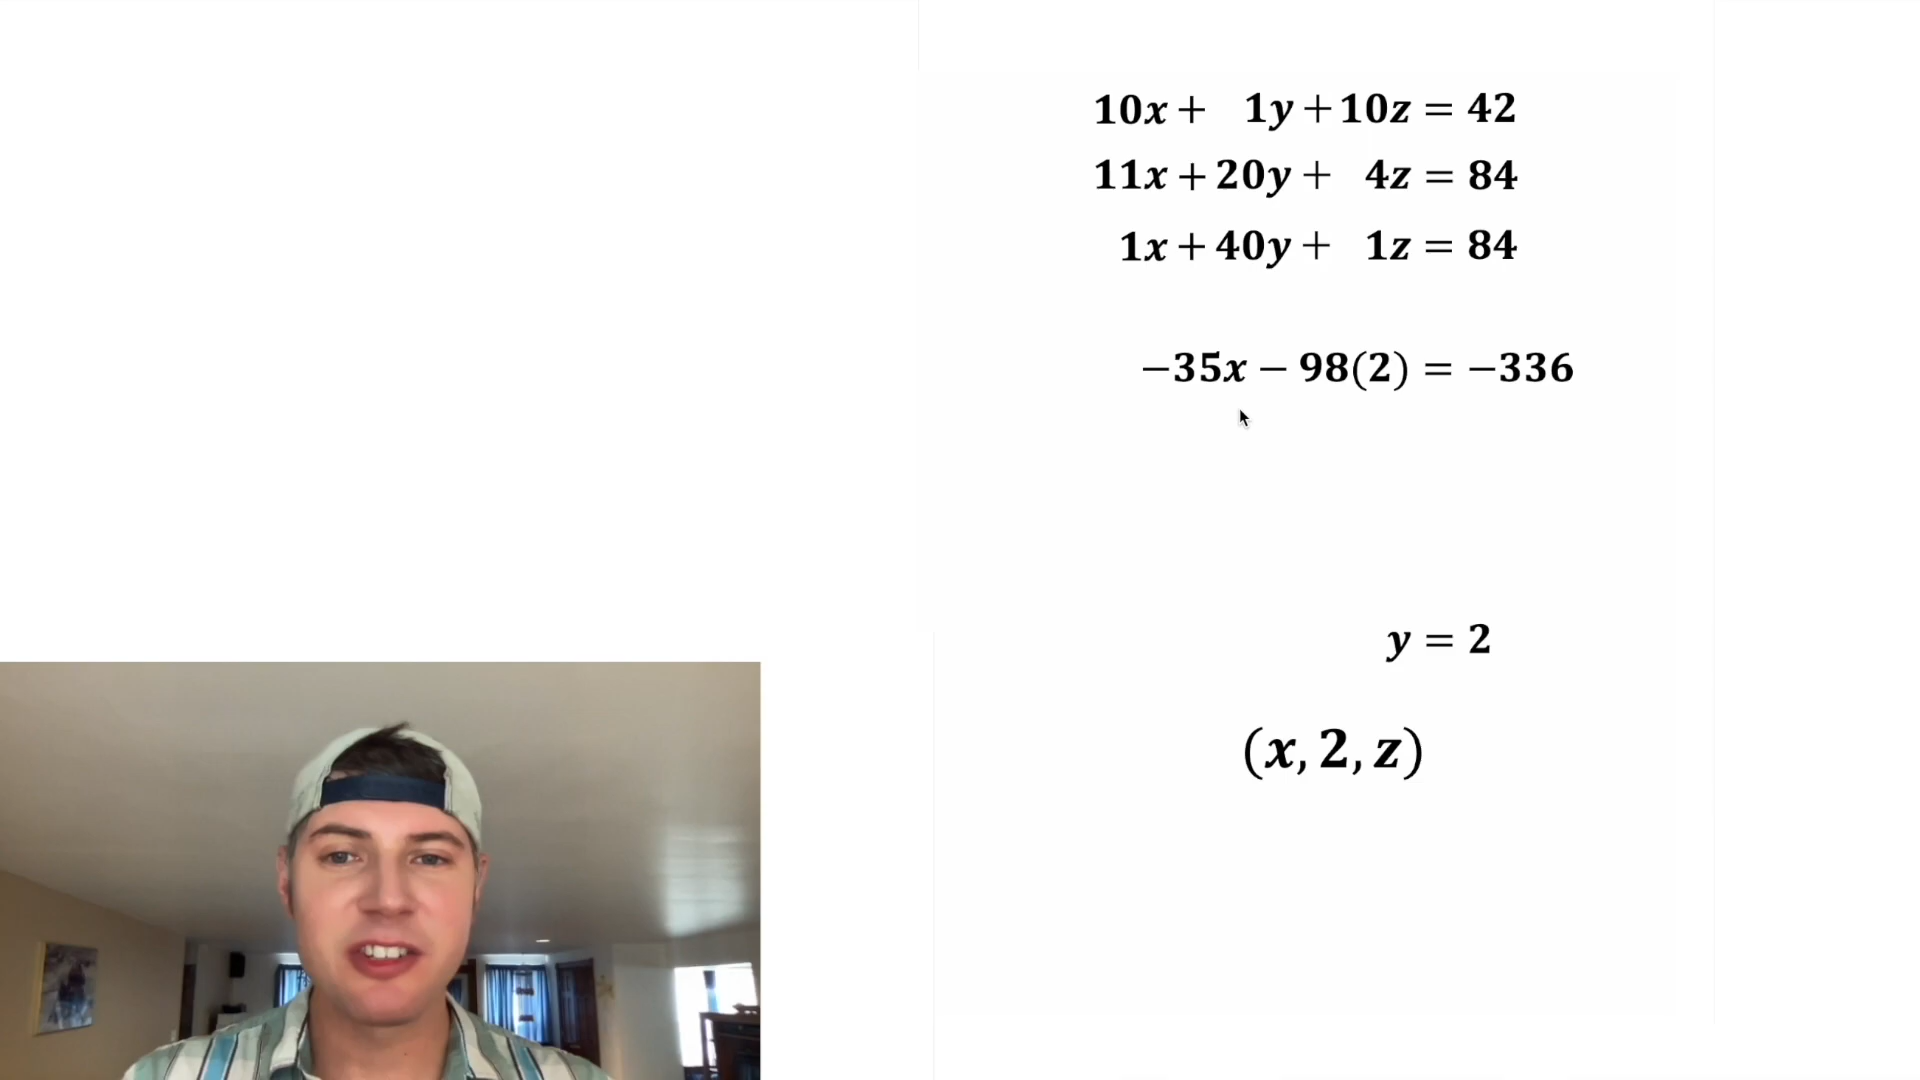 10x + 1y + 10z = 42
11x + 20y + 4z = 84
1x + 40y + 1z = 84
−35x − 98(2) = −336
y = 2
(x, 2, z)